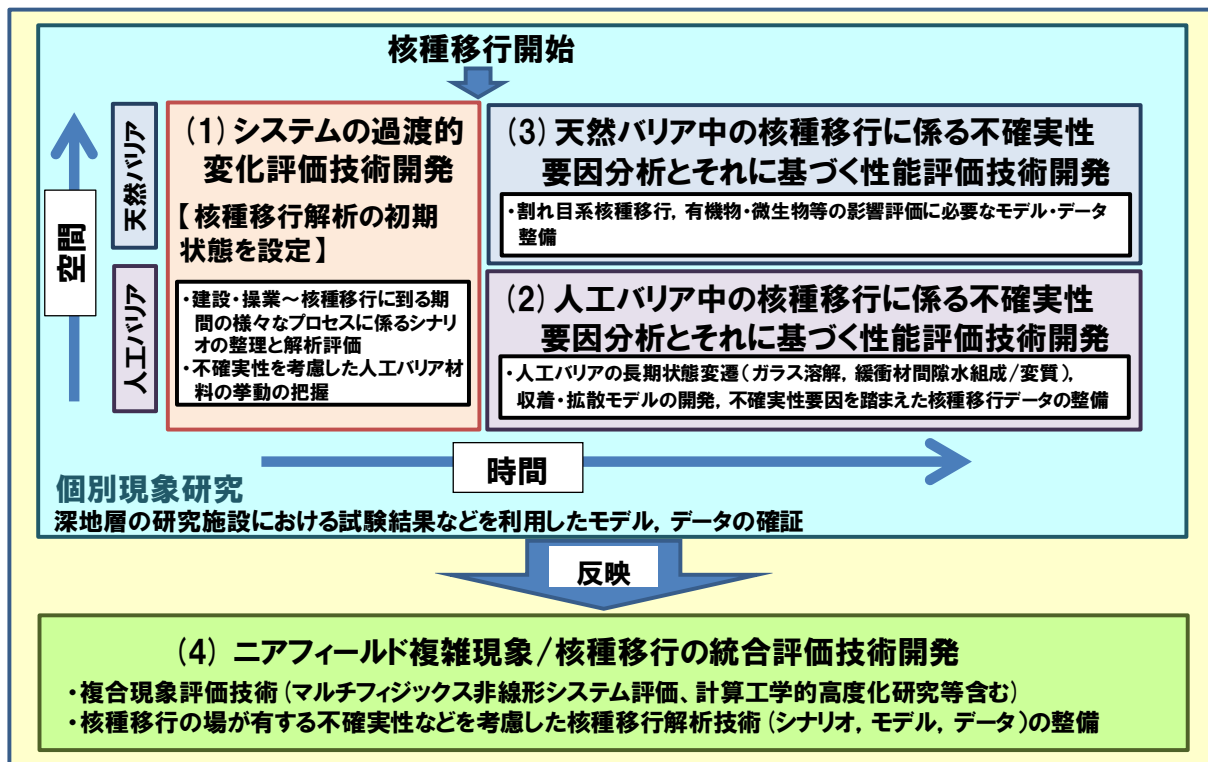 核種移行開始
空間
天然バリア
人工バリア
(1)システムの過渡的
変化評価技術開発
【核種移行解析の初期
状態を設定】
・建設・操業～核種移行に到る期
間の様々なプロセスに係るシナリ
オの整理と解析評価
・不確実性を考慮した人工バリア材
料の挙動の把握
(3)天然バリア中の核種移行に係る不確実性
要因分析とそれに基づく性能評価技術開発
・割れ目系核種移行，有機物・微生物等の影響評価に必要なモデル・データ
整備
(2)人工バリア中の核種移行に係る不確実性
要因分析とそれに基づく性能評価技術開発
・人工バリアの長期状態変遷（ガラス溶解，緩衝材間隙水組成/変質），
収着・拡散モデルの開発，不確実性要因を踏まえた核種移行データの整備
時間
個別現象研究
深地層の研究施設における試験結果などを利用したモデル，データの確証
反映
(4) ニアフィールド複雑現象/核種移行の統合評価技術開発
・複合現象評価技術（マルチフィジックス非線形システム評価、計算工学的高度化研究等含む）
・核種移行の場が有する不確実性などを考慮した核種移行解析技術（シナリオ，モデル，データ）の整備